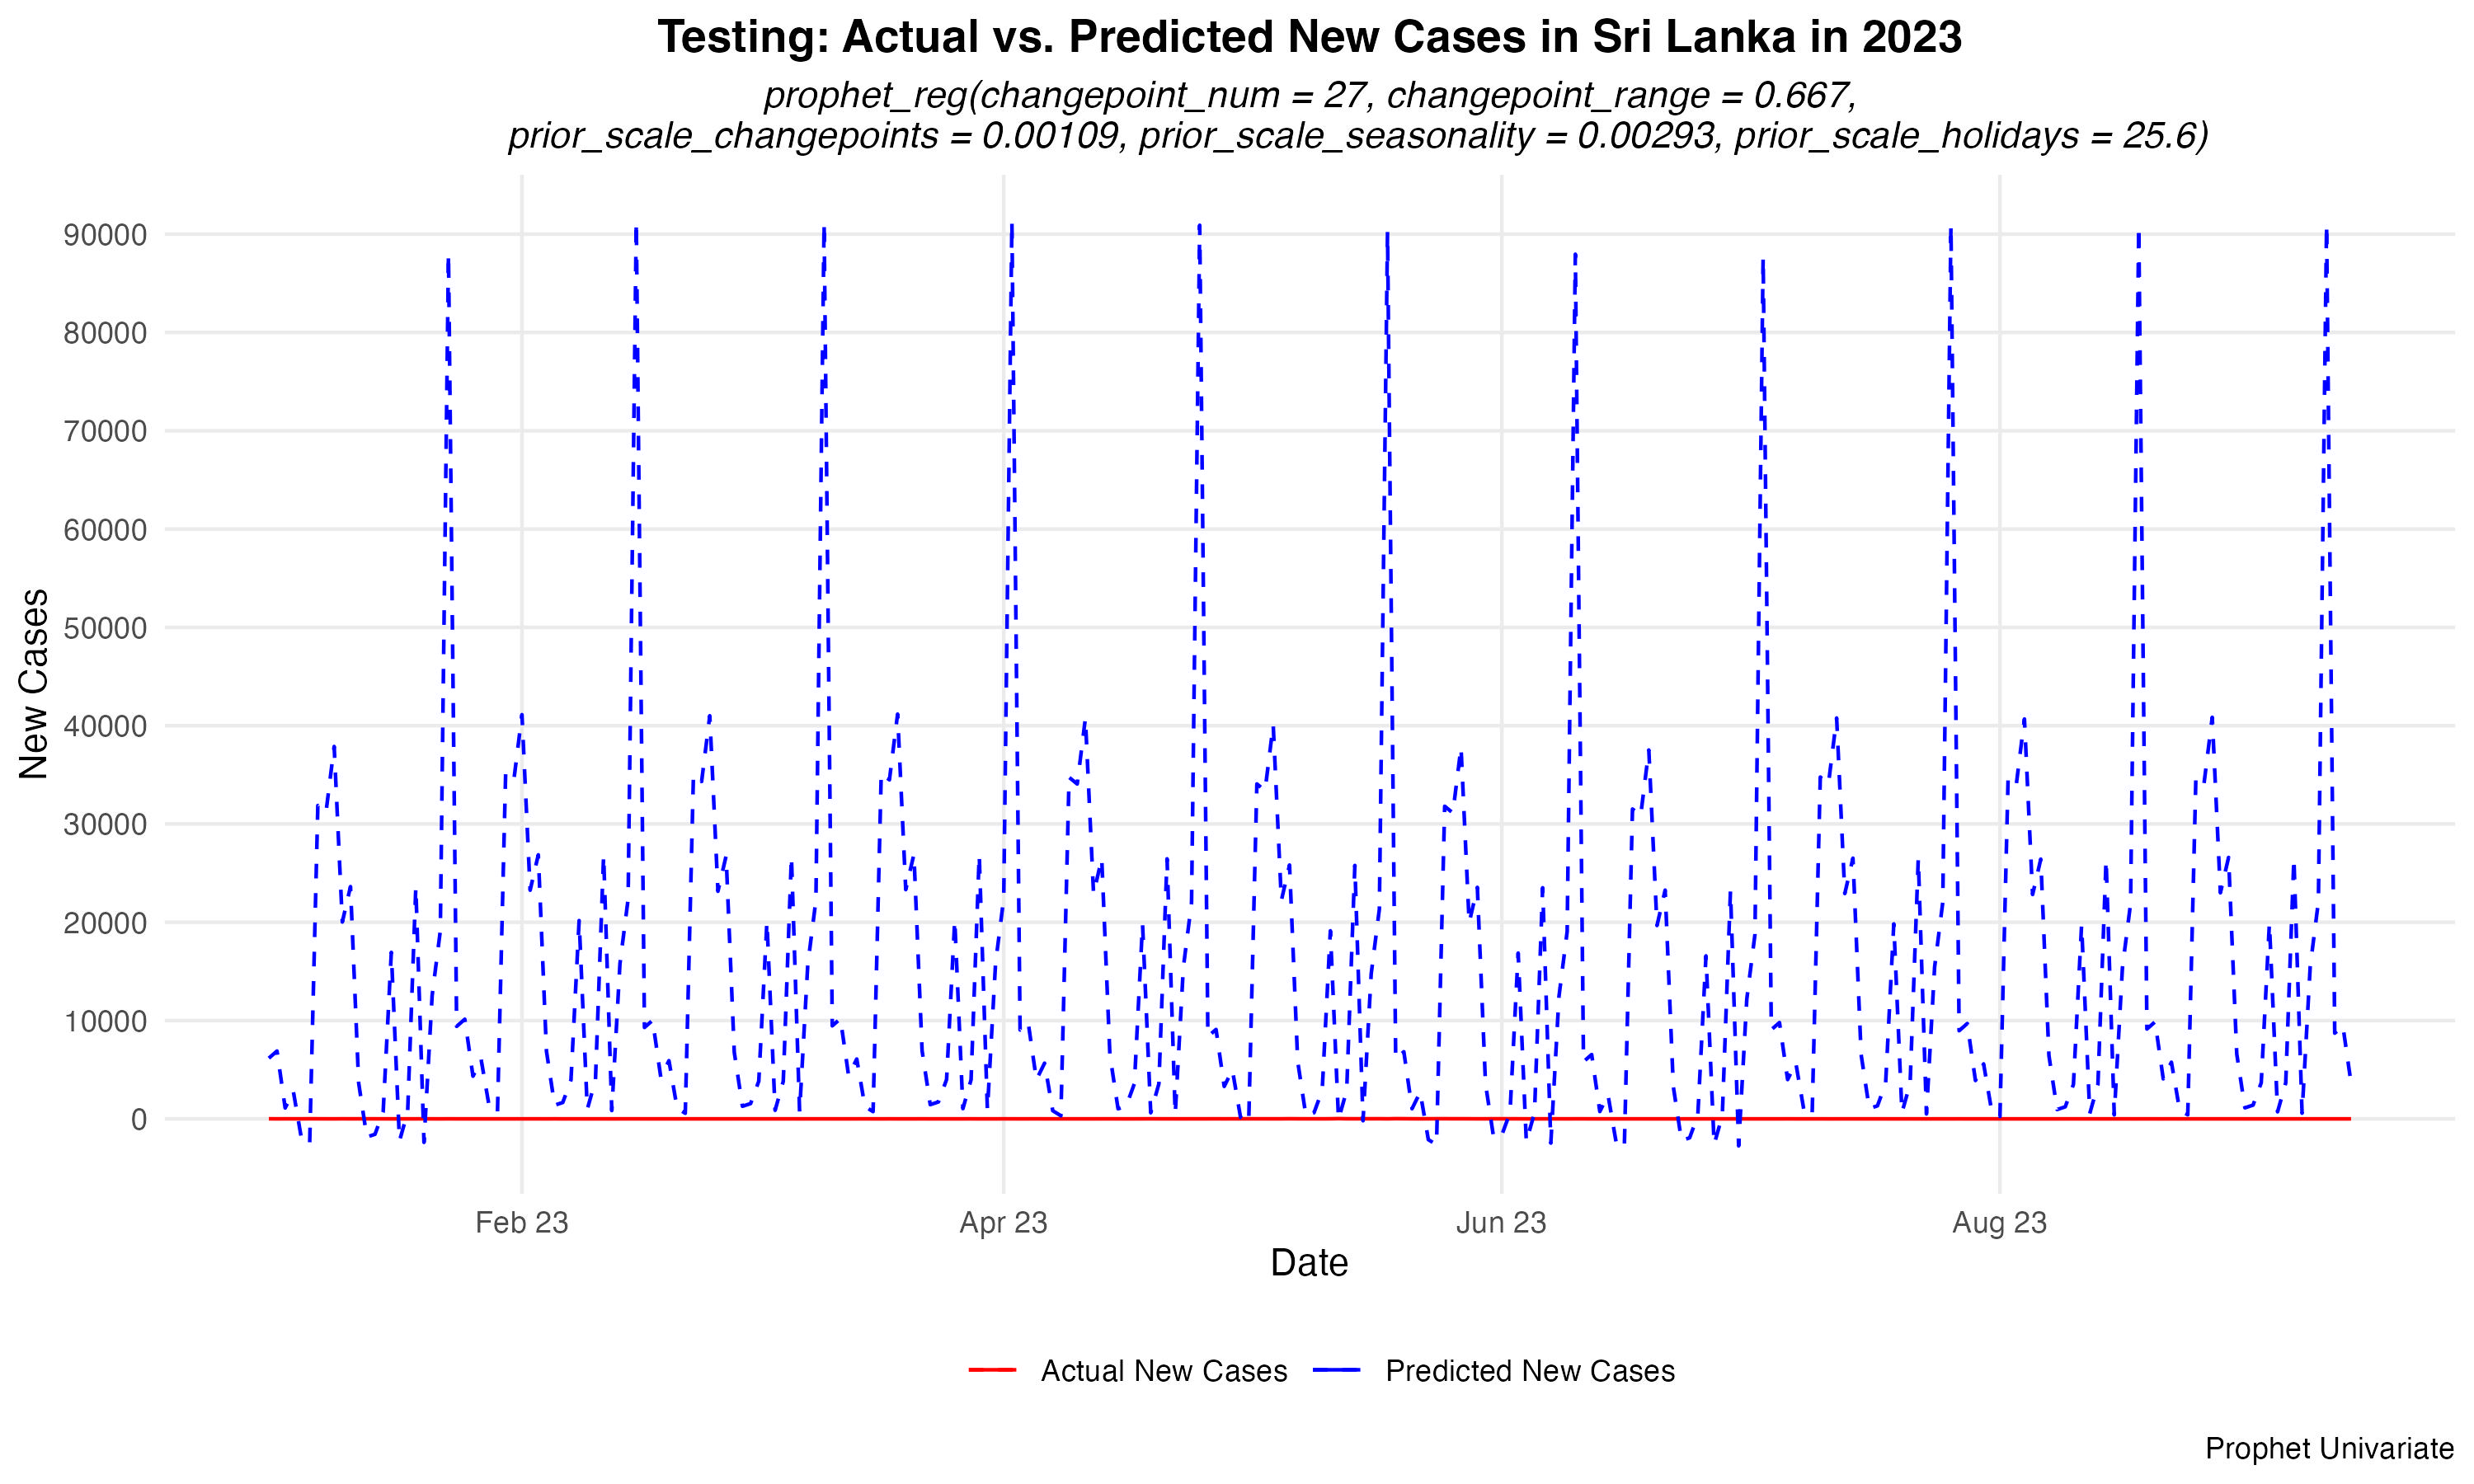 Testing: Actual vs. Predicted New Cases in Sri Lanka in 2023
prophet_reg(changepoint_num = 27, changepoint_range = 0.667,
prior_scale_changepoints = 0.00109, prior_scale_seasonality = 0.00293, prior_scale_holidays = 25.6)
90000
80000
70000
60000
50000
40000
30000
20000
10000
0
New Cases
Feb 23
Apr 23
Jun 23
Aug 23
Date
Actual New Cases
Predicted New Cases
Prophet Univariate